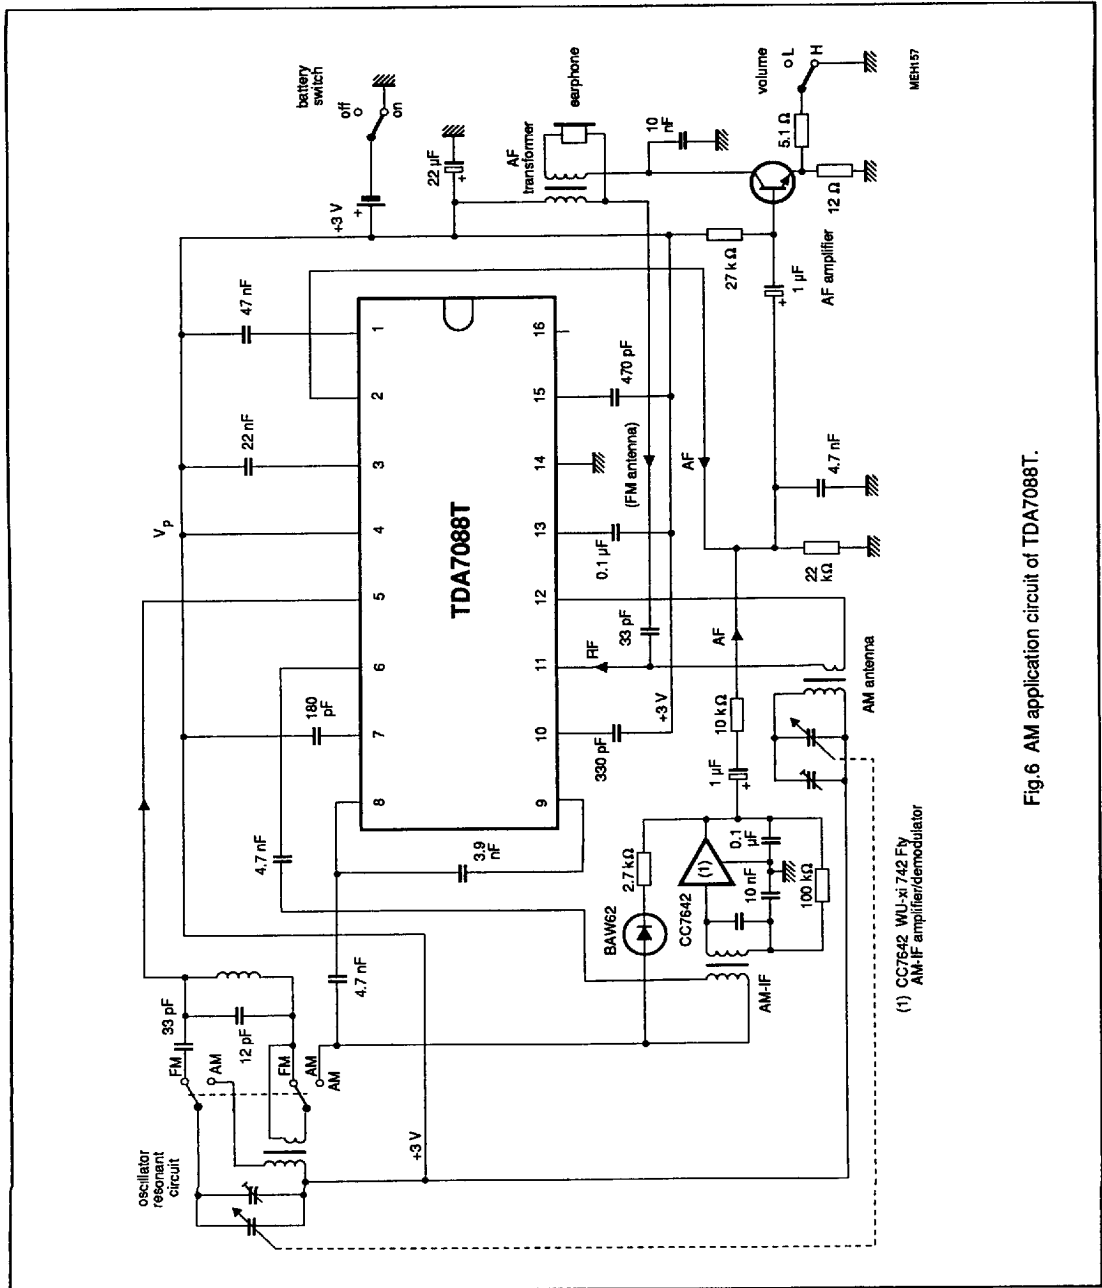 battery
switch
off
on
+3 V
+
22 µF
+
AF
transformer
earphone
10
nF
volume
L
H
5.1 Ω
12 Ω
MEH157
27 kΩ
1 µF
+
AF amplifier
47 nF
22 nF
V_P
180
pF
4.7 nF
3.9
nF
4.7 nF
TDA7088T
1
2
3
4
5
6
7
8
16
15
14
13
12
11
10
9
470 pF
(FM antenna)
0.1 µF
33 pF
RF
+3 V
330 pF
AF
4.7 nF
22
kΩ
AF
10 kΩ
1 µF
+
AM antenna
2.7 kΩ
BAW62
CC7642
(1)
0.1
µF
10 nF
100 kΩ
AM-IF
33 pF
12 pF
FM
AM
FM
AM
AM
oscillator
resonant
circuit
+3 V
(1) CC7642 WU-xi 742 Fty
AM-IF amplifier/demodulator
Fig.6 AM application circuit of TDA7088T.